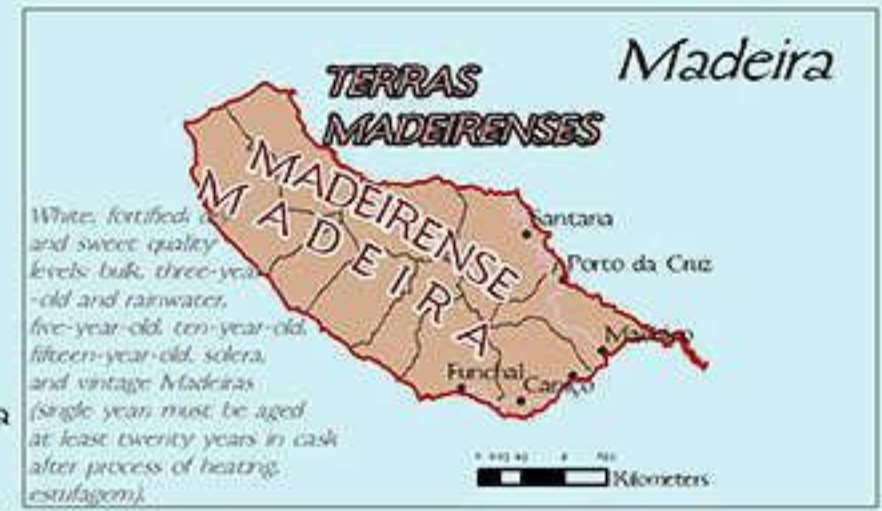 Madeira
TERRAS
MADEIRENSES
MADEIRENSE
MADEIRA
Santana
Porto da Cruz
Funchal
White, fortified,
and sweet quality
levels: bulk, three-year
-old and rainwater,
five-year-old, ten-year-old,
fifteen-year-old, solera,
and vintage Madeiras
(single year must be aged
at least twenty years in cask
after process of heating,
estufagem).
Kilometers
a